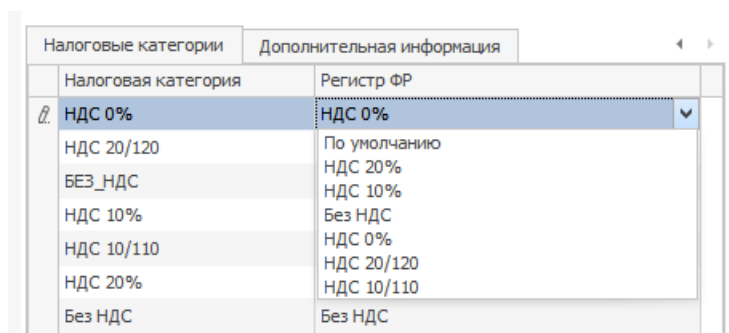 Налоговые категории Дополнительная информация
Налоговая категория Регистр ФР
НДС 0% НДС 0%
По умолчанию
НДС 20/120
НДС 20%
БЕЗ_НДС
НДС 10%
Без НДС
НДС 10%
НДС 0%
НДС 10/110
НДС 20/120
НДС 20%
НДС 10/110
Без НДС Без НДС